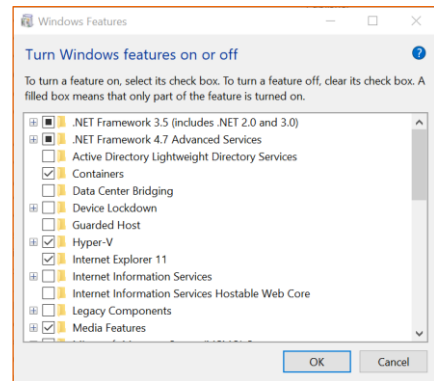 Windows Features
Turn Windows features on or off
To turn a feature on, select its check box. To turn a feature off, clear its check box. A
filled box means that only part of the feature is turned on.
.NET Framework 3.5 (includes .NET 2.0 and 3.0)
.NET Framework 4.7 Advanced Services
Active Directory Lightweight Directory Services
Containers
Data Center Bridging
Device Lockdown
Guarded Host
Hyper-V
Internet Explorer 11
Internet Information Services
Internet Information Services Hostable Web Core
Legacy Components
Media Features
OK Cancel